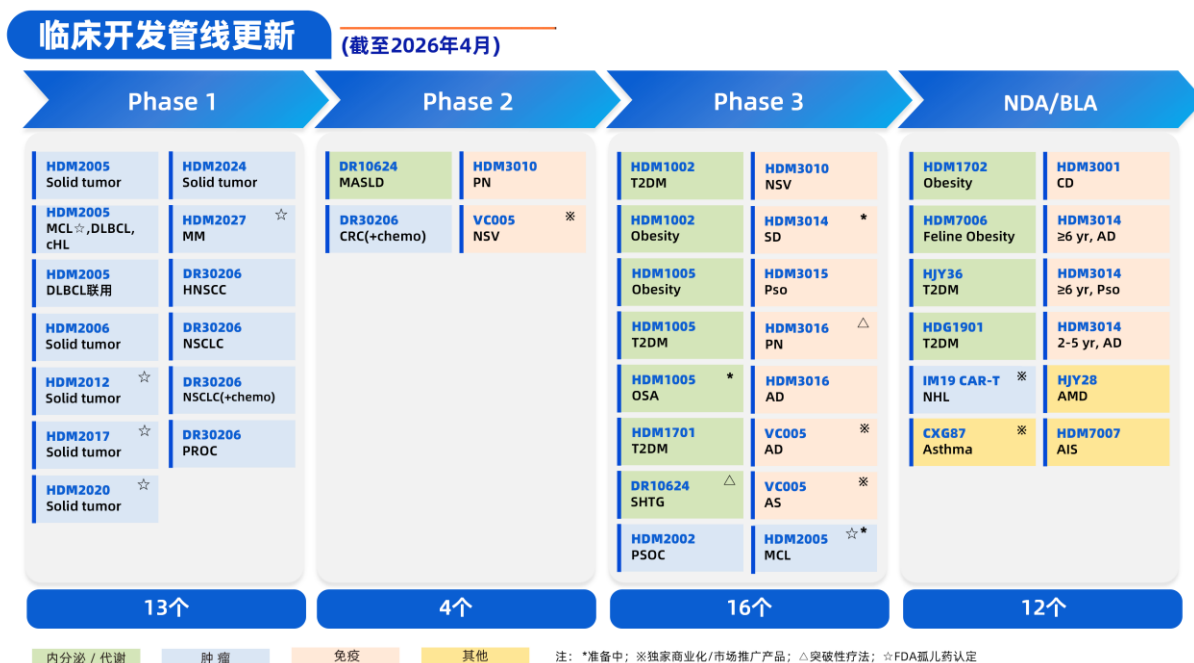 临床开发管线更新
(截至2026年4月)
Phase 1
Phase 2
Phase 3
NDA/BLA
HDM2005
Solid tumor
HDM2024
Solid tumor
HDM2005
MCL☆,DLBCL,
cHL
HDM2027 ☆
MM
HDM2005
DLBCL联用
DR30206
HNSCC
HDM2006
Solid tumor
DR30206
NSCLC
HDM2012 ☆
Solid tumor
DR30206
NSCLC(+chemo)
HDM2017 ☆
Solid tumor
DR30206
PROC
HDM2020 ☆
Solid tumor
13个
DR10624
MASLD
HDM3010
PN
DR30206
CRC(+chemo)
VC005 ※
NSV
4个
HDM1002
T2DM
HDM3010
NSV
HDM1002
Obesity
HDM3014 *
SD
HDM1005
Obesity
HDM3015
Pso
HDM1005
T2DM
HDM3016 △
PN
HDM1005 *
OSA
HDM3016
AD
HDM1701
T2DM
VC005 ※
AD
DR10624 △
SHTG
VC005 ※
AS
HDM2002
PSOC
HDM2005 ☆*
MCL
16个
HDM1702
Obesity
HDM3001
CD
HDM7006
Feline Obesity
HDM3014
≥6 yr, AD
HJY36
T2DM
HDM3014
≥6 yr, Pso
HDG1901
T2DM
HDM3014
2-5 yr, AD
IM19 CAR-T ※
NHL
HJY28
AMD
CXG87 ※
Asthma
HDM7007
AIS
12个
内分泌 / 代谢
肿 瘤
免疫
其他
注： *准备中；※独家商业化/市场推广产品；△突破性疗法；☆FDA孤儿药认定